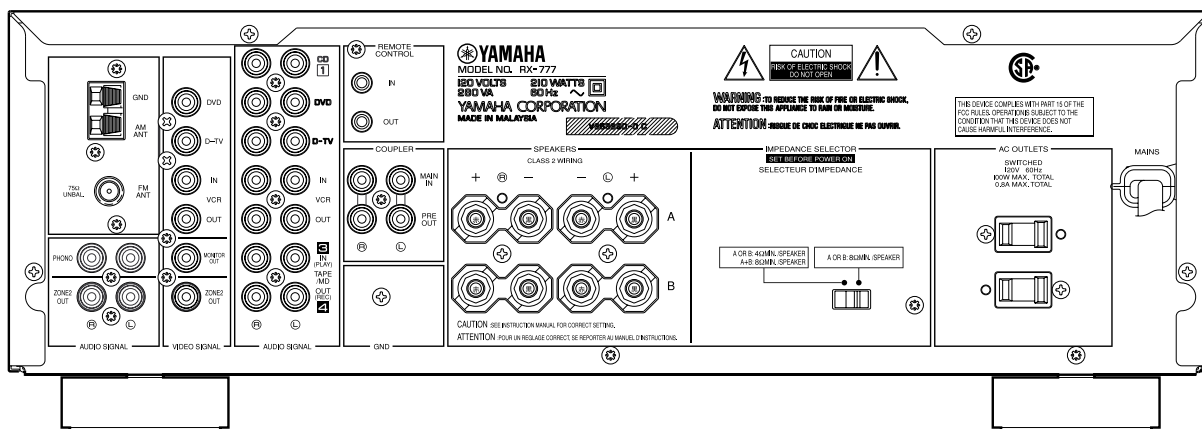 GND
AM
ANT
75Ω
UNBAL.
FM
ANT
PHONO
ZONE2
OUT
R
L
AUDIO SIGNAL
DVD
D-TV
IN
VCR
OUT
MONITOR
OUT
ZONE2
OUT
VIDEO SIGNAL
CD
1
DVD
D-TV
IN
VCR
OUT
3
IN
(PLAY)
TAPE
/MD
OUT
(REC)
4
R
L
AUDIO SIGNAL
REMOTE
CONTROL
IN
OUT
COUPLER
MAIN
IN
PRE
OUT
R
L
GND
YAMAHA
MODEL NO. RX-777
120 VOLTS 210 WATTS
280 VA 60Hz ~
YAMAHA CORPORATION
MADE IN MALAYSIA
SPEAKERS
CLASS 2 WIRING
+ R - - L +
A
B
CAUTION :SEE INSTRUCTION MANUAL FOR CORRECT SETTING.
ATTENTION :POUR UN REGLAGE CORRECT, SE REPORTER AU MANUEL D'INSTRUCTIONS.
CAUTION
RISK OF ELECTRIC SHOCK
DO NOT OPEN
WARNING :TO REDUCE THE RISK OF FIRE OR ELECTRIC SHOCK,
DO NOT EXPOSE THIS APPLIANCE TO RAIN OR MOISTURE.
ATTENTION :RISQUE DE CHOC ELECTRIQUE NE PAS OUVRIR.
IMPEDANCE SELECTOR
SET BEFORE POWER ON
SELECTEUR D'IMPEDANCE
A OR B: 4ΩMIN. /SPEAKER
A+B: 8ΩMIN. /SPEAKER
A OR B: 8ΩMIN. /SPEAKER
THIS DEVICE COMPLIES WITH PART 15 OF THE
FCC RULES. OPERATION IS SUBJECT TO THE
CONDITION THAT THIS DEVICE DOES NOT
CAUSE HARMFUL INTERFERENCE.
AC OUTLETS
SWITCHED
120V 60Hz
100W MAX. TOTAL
0.8A MAX. TOTAL
MAINS